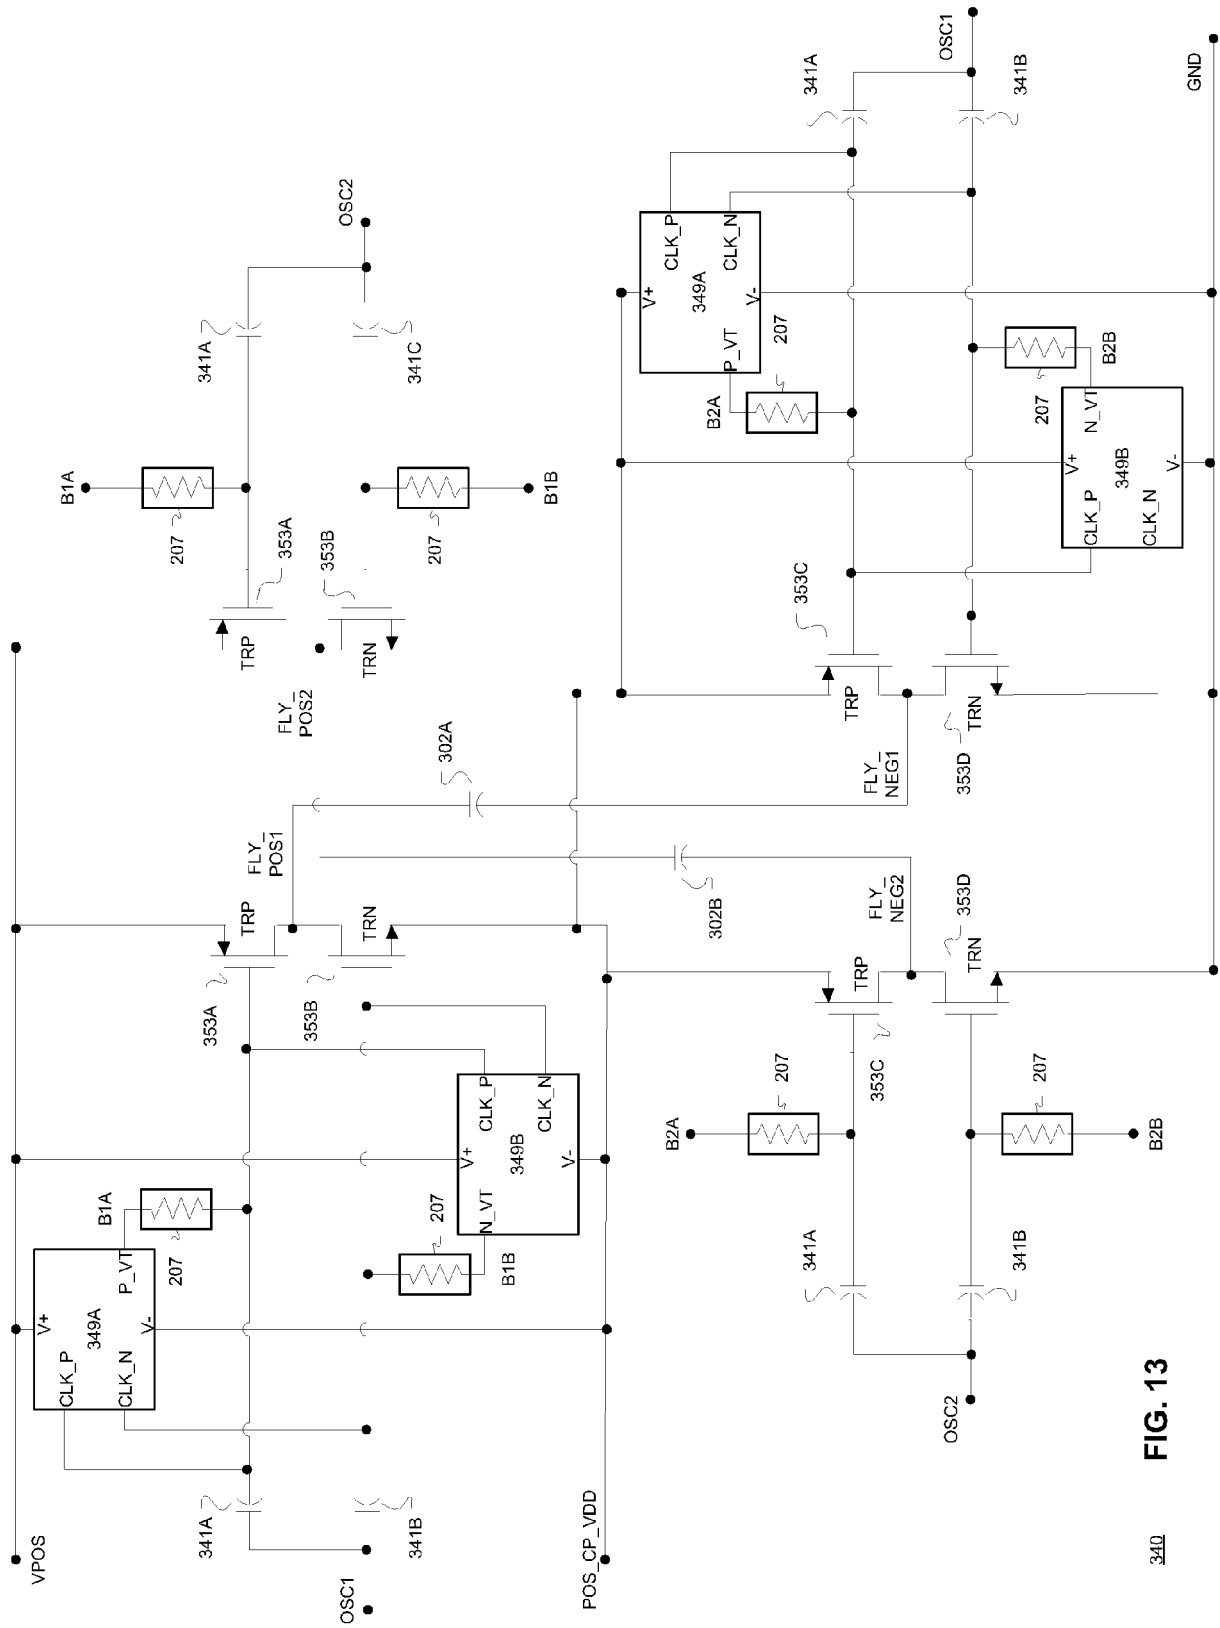 VPOS
OSC1
341A
341B
CLK_P
CLK_N
V+
349A
V-
P_VT
B1A
207
207
B1B
N_VT
V+
349B
V-
CLK_P
CLK_N
353A
353B
TRP
TRN
FLY_
POS1
POS_CP_VDD
302A
302B
FLY_
POS2
TRP
TRN
353A
353B
B1A
207
207
B1B
341A
341C
OSC2
OSC2
341A
341B
B2A
207
207
B2B
353C
TRP
TRN
353D
FLY_
NEG2
FLY_
NEG1
TRP
TRN
353C
353D
CLK_P
CLK_N
V+
349B
V-
N_VT
207
B2B
B2A
207
P_VT
V+
349A
V-
CLK_P
CLK_N
341A
341B
OSC1
GND
340
FIG. 13